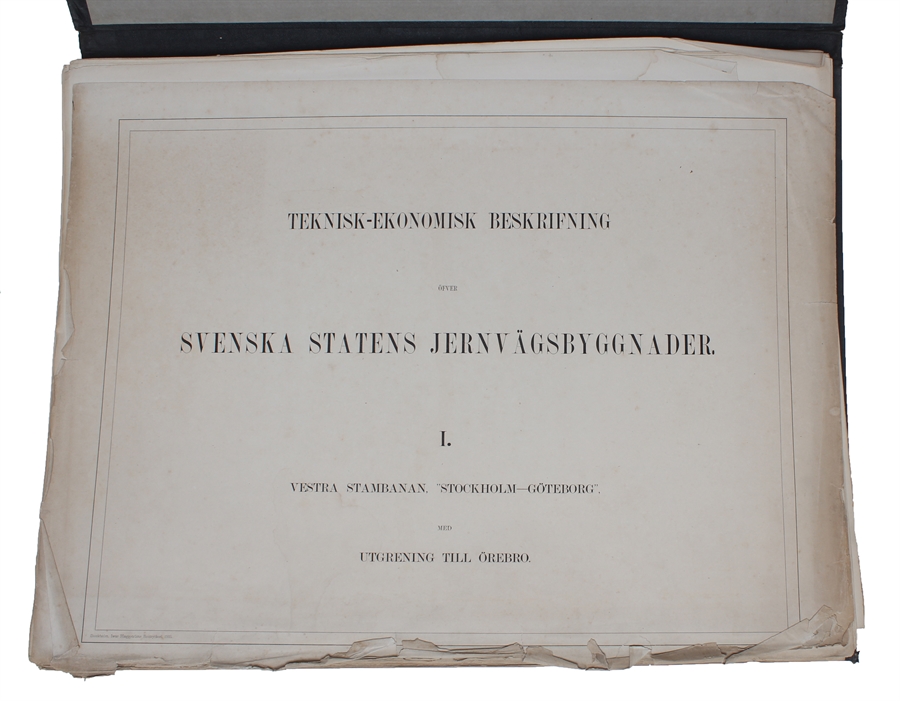 TEKNISK-EKONOMISK BESKRIFNING
ÖFVER
SVENSKA STATENS JERNVÄGSBYGGNADER.
I.
VESTRA STAMBANAN, "STOCKHOLM—GÖTEBORG",
MED
UTGRENING TILL ÖREBRO.